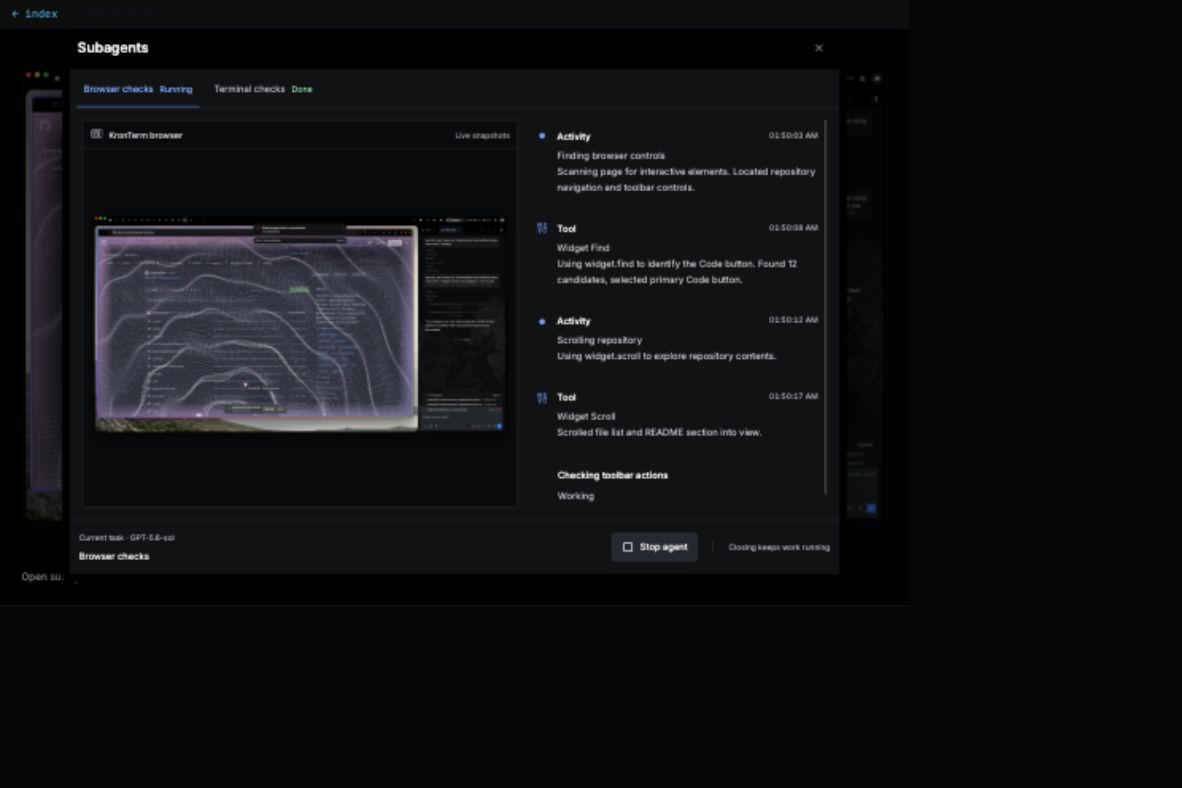 ← index
Subagents
Browser checks Running
Terminal checks Done
KronTerm browser
Live snapshots
Activity
01:50:03 AM
Finding browser controls
Scanning page for interactive elements. Located repository
navigation and toolbar controls.
Tool
01:50:08 AM
Widget Find
Using widget.find to identify the Code button. Found 12
candidates, selected primary Code button.
Activity
01:50:12 AM
Scrolling repository
Using widget.scroll to explore repository contents.
Tool
01:50:17 AM
Widget Scroll
Scrolled file list and README section into view.
Checking toolbar actions
Working
Current task · GPT-5.6-sol
Browser checks
Stop agent
Closing keeps work running
Open su